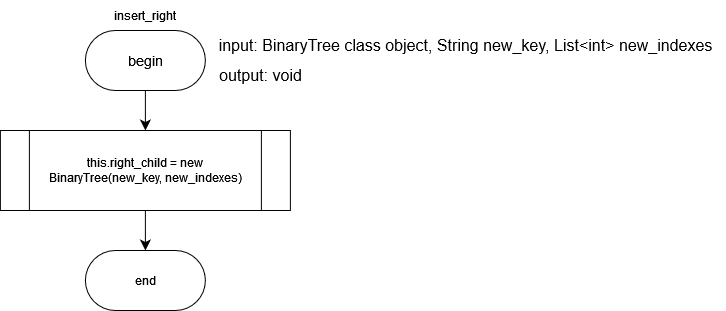 insert_right
begin
input: BinaryTree class object, String new_key, List<int> new_indexes
output: void
this.right_child = new
BinaryTree(new_key, new_indexes)
end